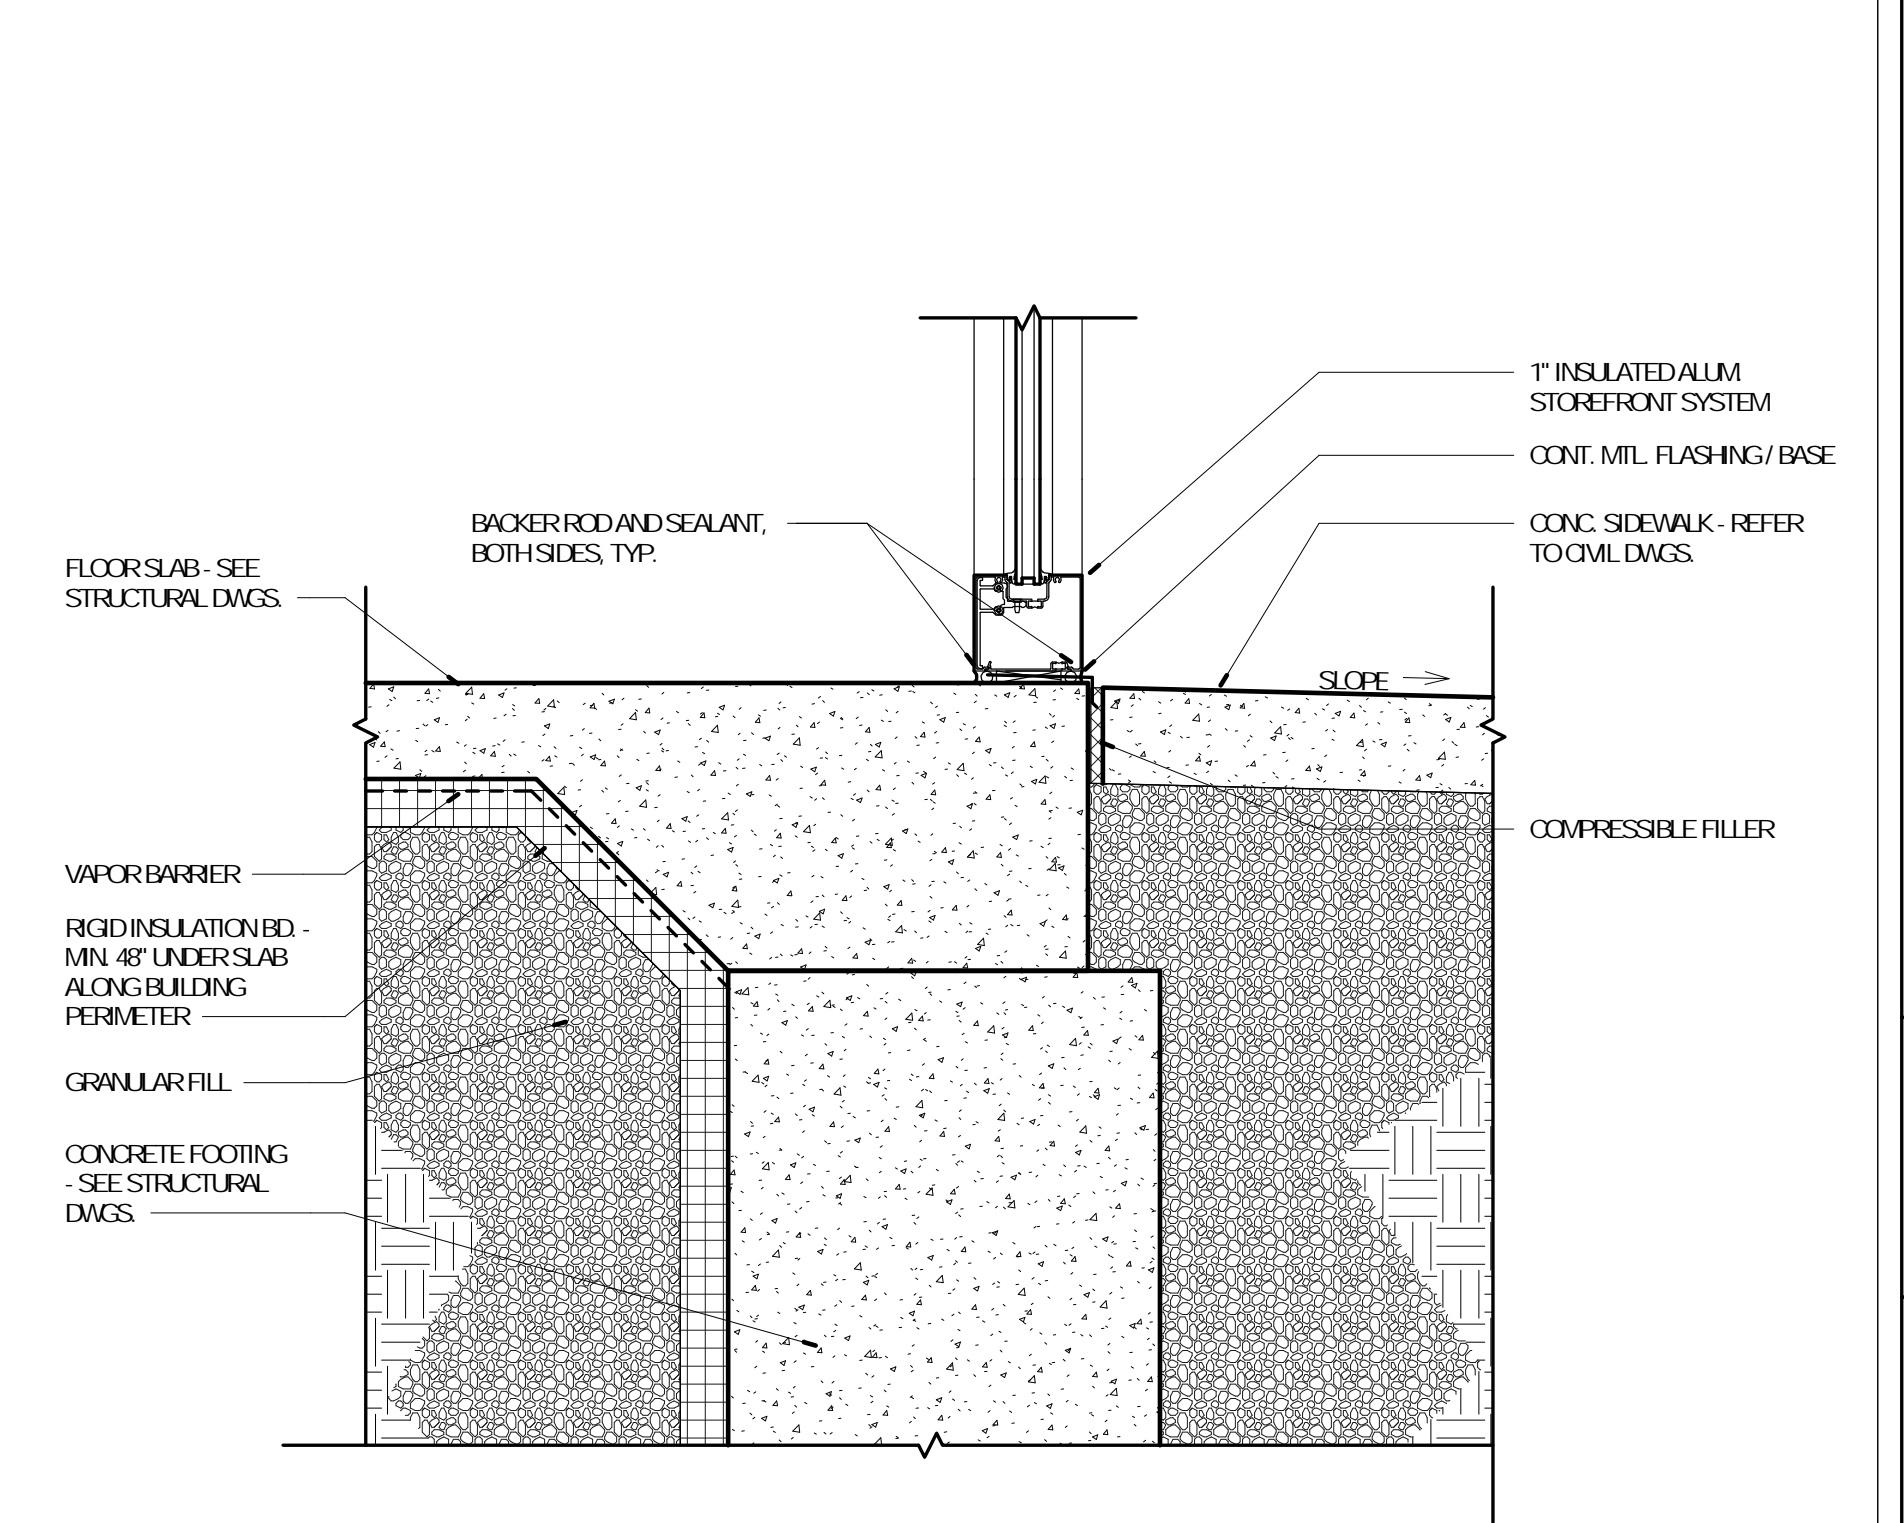 1" INSULATED ALUM.
STOREFRONT SYSTEM
CONT. MTL. FLASHING / BASE
CONC. SIDEWALK - REFER
TO CIVIL DWGS.
BACKER ROD AND SEALANT,
BOTH SIDES, TYP.
FLOOR SLAB - SEE
STRUCTURAL DWGS.
SLOPE
COMPRESSIBLE FILLER
VAPOR BARRIER
RIGID INSULATION BD. -
MIN. 48" UNDER SLAB
ALONG BUILDING
PERIMETER
GRANULAR FILL
CONCRETE FOOTING
- SEE STRUCTURAL
DWGS.